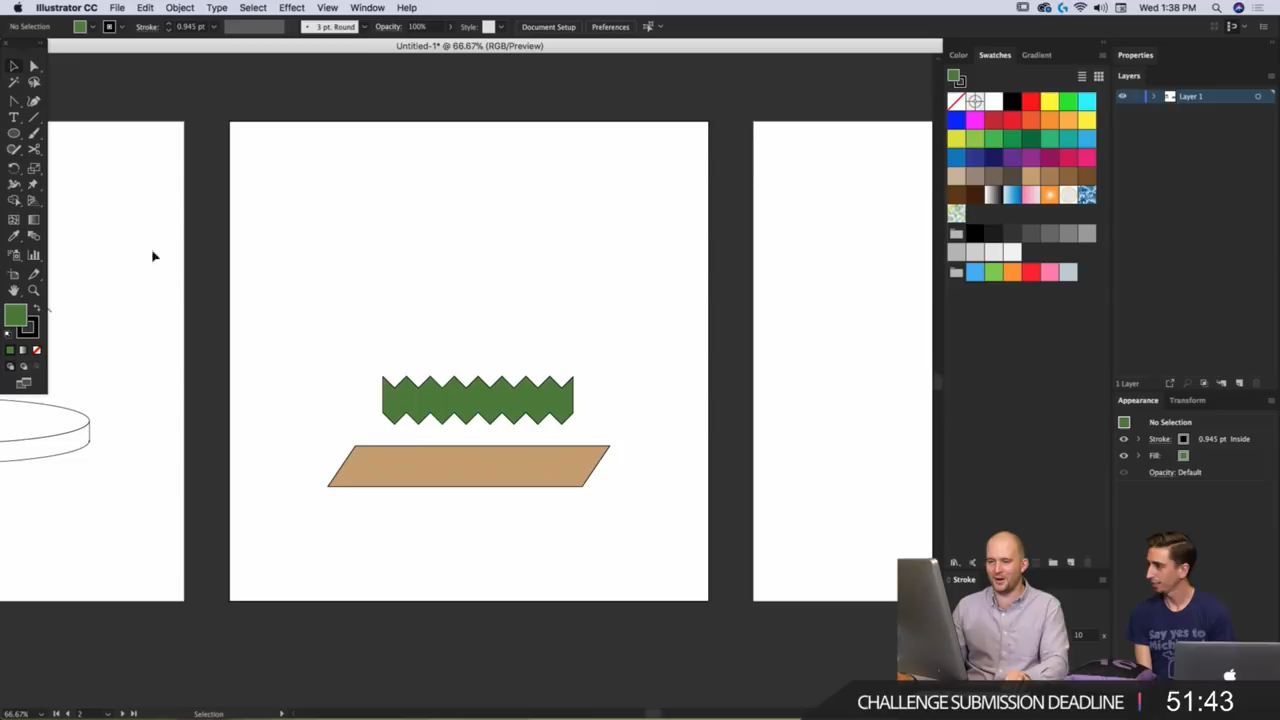 Illustrator CC File Edit Object Type Select Effect View Window Help
Wed 1:38 PM
No Selection Stroke: 0.945 pt 3 pt. Round Opacity: 100% Style: Document Setup Preferences
Untitled-1* @ 66.67% (RGB/Preview)
Color Swatches Gradient
Properties
Layers
Layer 1
1 Layer
Appearance Transform
No Selection
Stroke: 0.945 pt Inside
Fill:
Opacity: Default
Stroke
10
Say yes to
CHALLENGE SUBMISSION DEADLINE | 51:43
66.67% 2 Selection